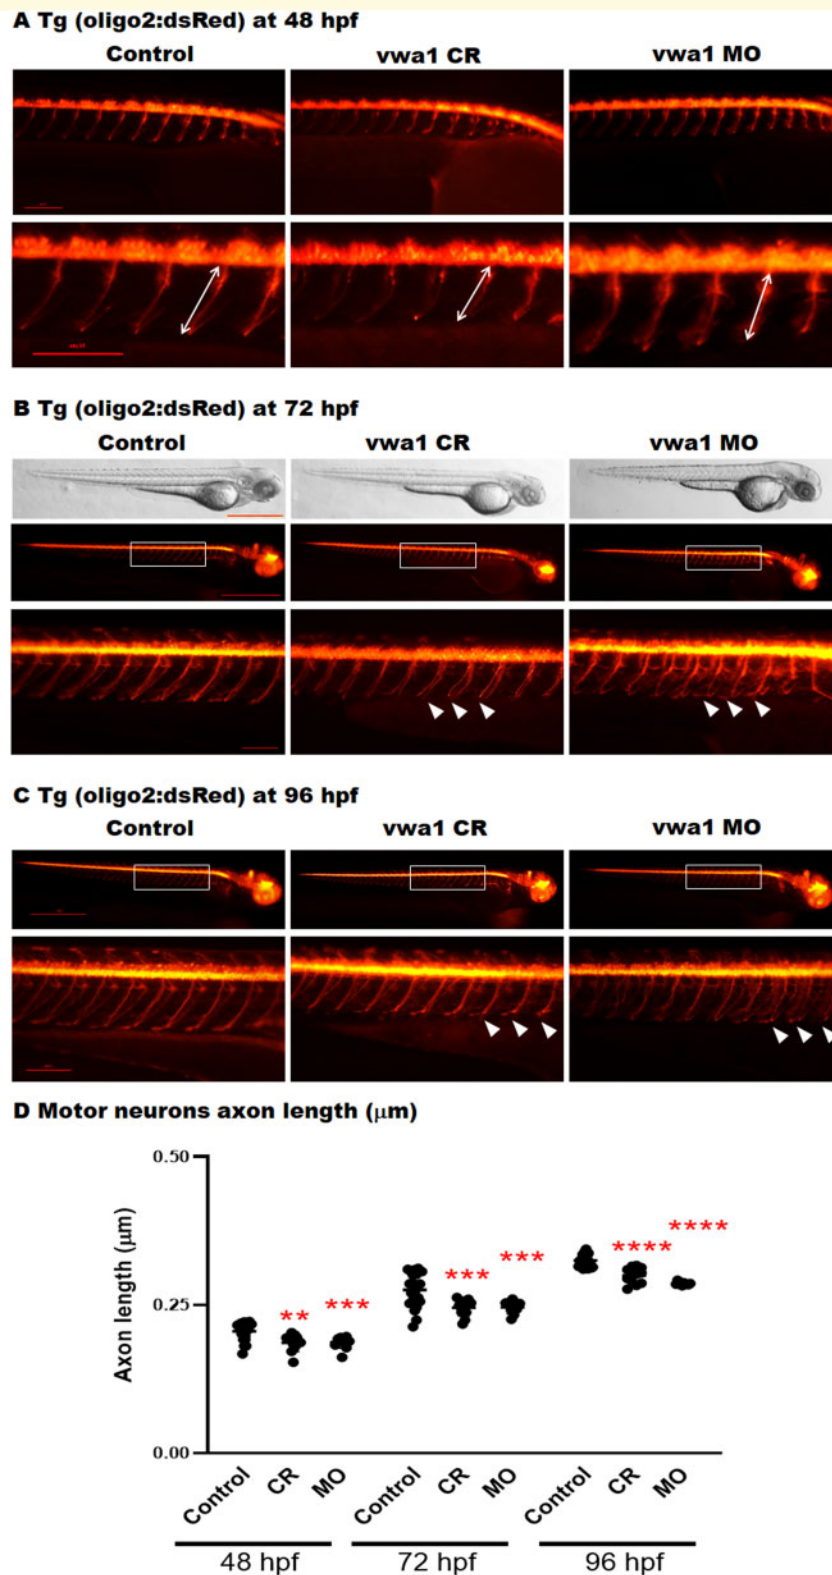 A Tg (oligo2:dsRed) at 48 hpf
Control vwa1 CR vwa1 MO
B Tg (oligo2:dsRed) at 72 hpf
Control vwa1 CR vwa1 MO
C Tg (oligo2:dsRed) at 96 hpf
Control vwa1 CR vwa1 MO
D Motor neurons axon length (μm)
Axon length (μm)
0.50
****
*** **** 
*** 
0.25
** ***
0.00
Control CR MO Control CR MO Control CR MO
48 hpf 72 hpf 96 hpf